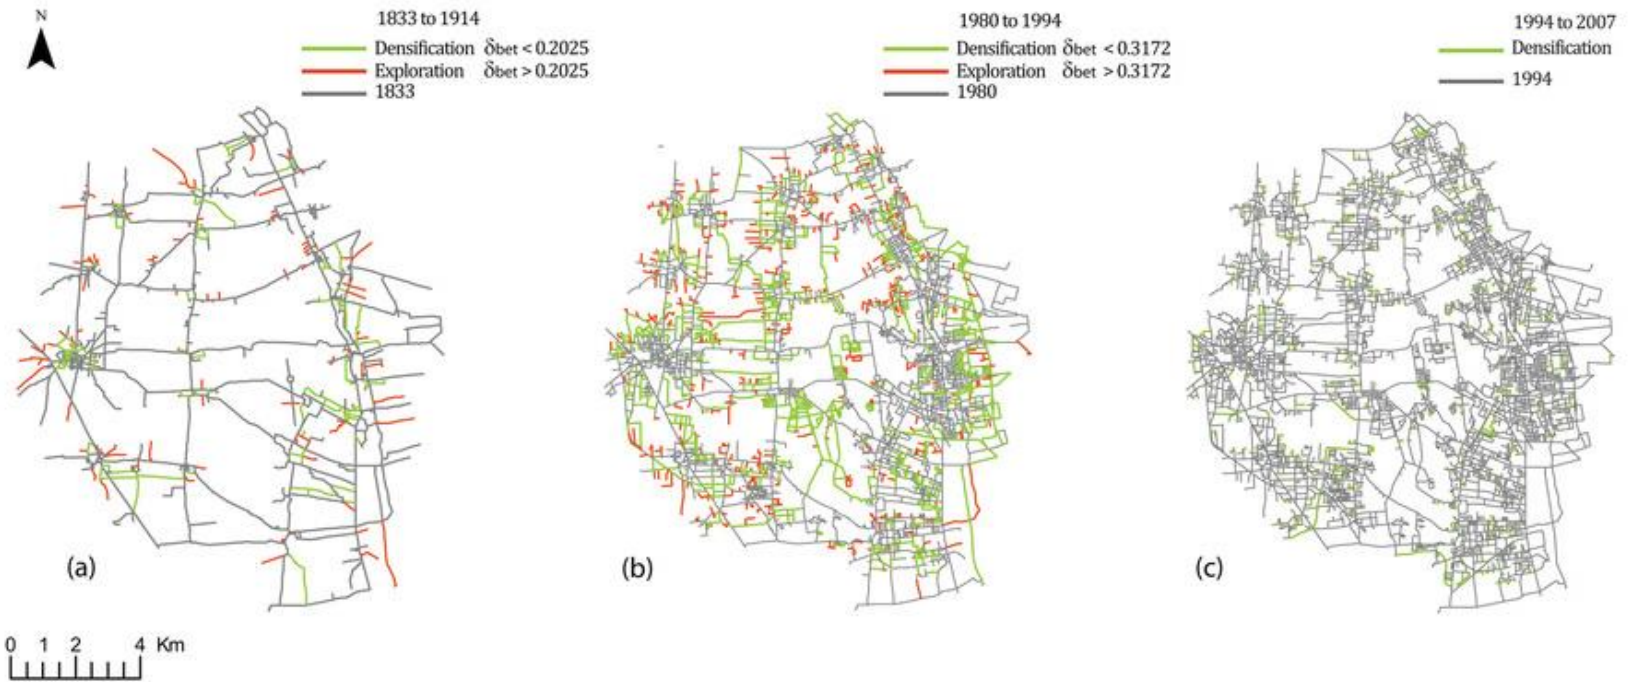 N
1833 to 1914
Densification δbet < 0.2025
Exploration δbet > 0.2025
1833
1980 to 1994
Densification δbet < 0.3172
Exploration δbet > 0.3172
1980
1994 to 2007
Densification
1994
(a)
(b)
(c)
0 1 2 4 Km